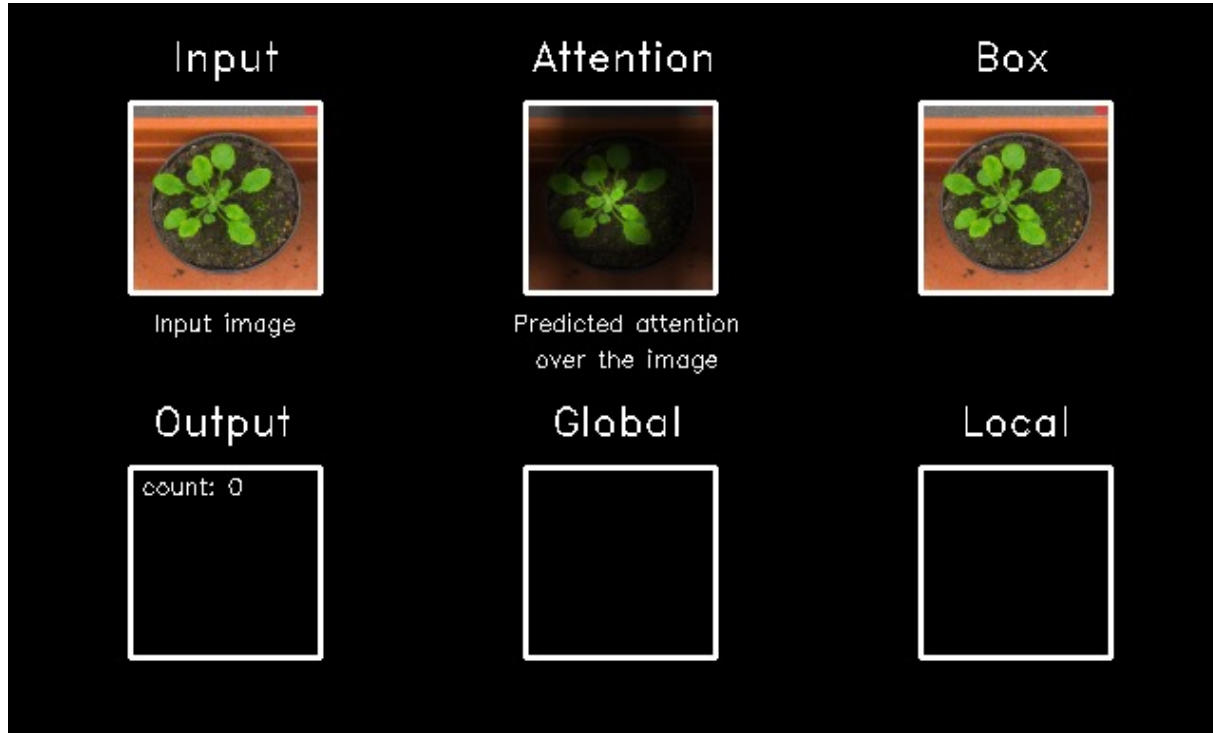 Input
Attention
Box
Input image
Predicted attention
over the image
Output
Global
Local
count: 0